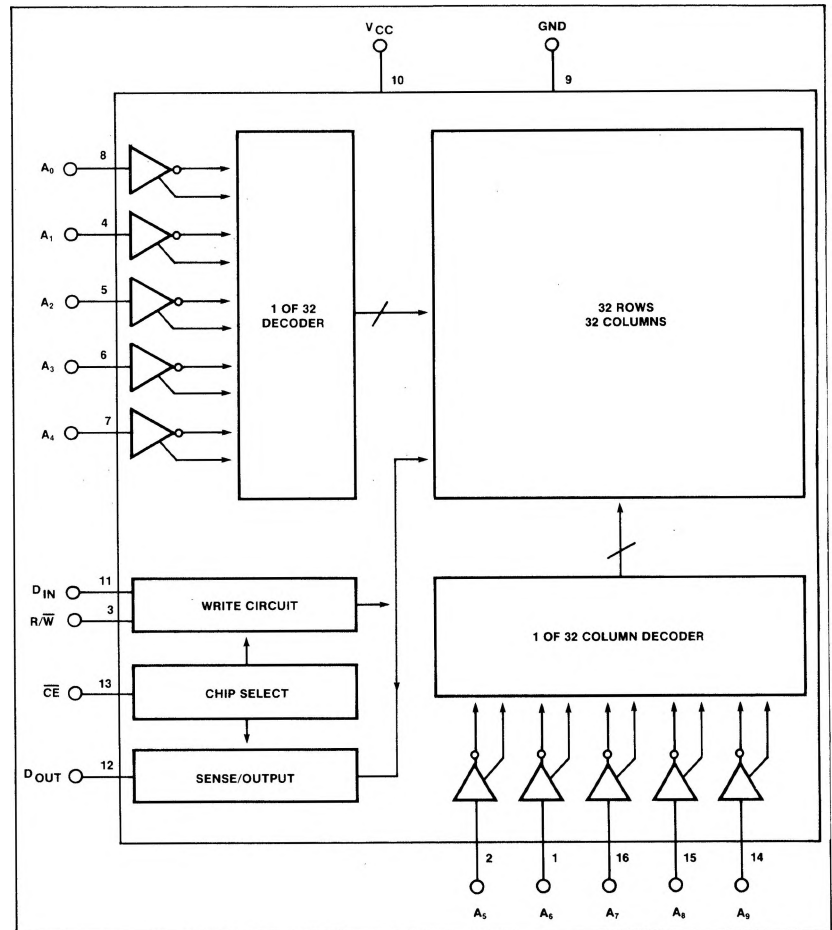 VCC
GND
10
9
A0
8
A1
4
A2
5
A3
6
A4
7
1 OF 32
DECODER
32 ROWS
32 COLUMNS
DIN
11
R/W̅
3
WRITE CIRCUIT
C̅E̅
13
CHIP SELECT
DOUT
12
SENSE/OUTPUT
1 OF 32 COLUMN DECODER
2
1
16
15
14
A5
A6
A7
A8
A9